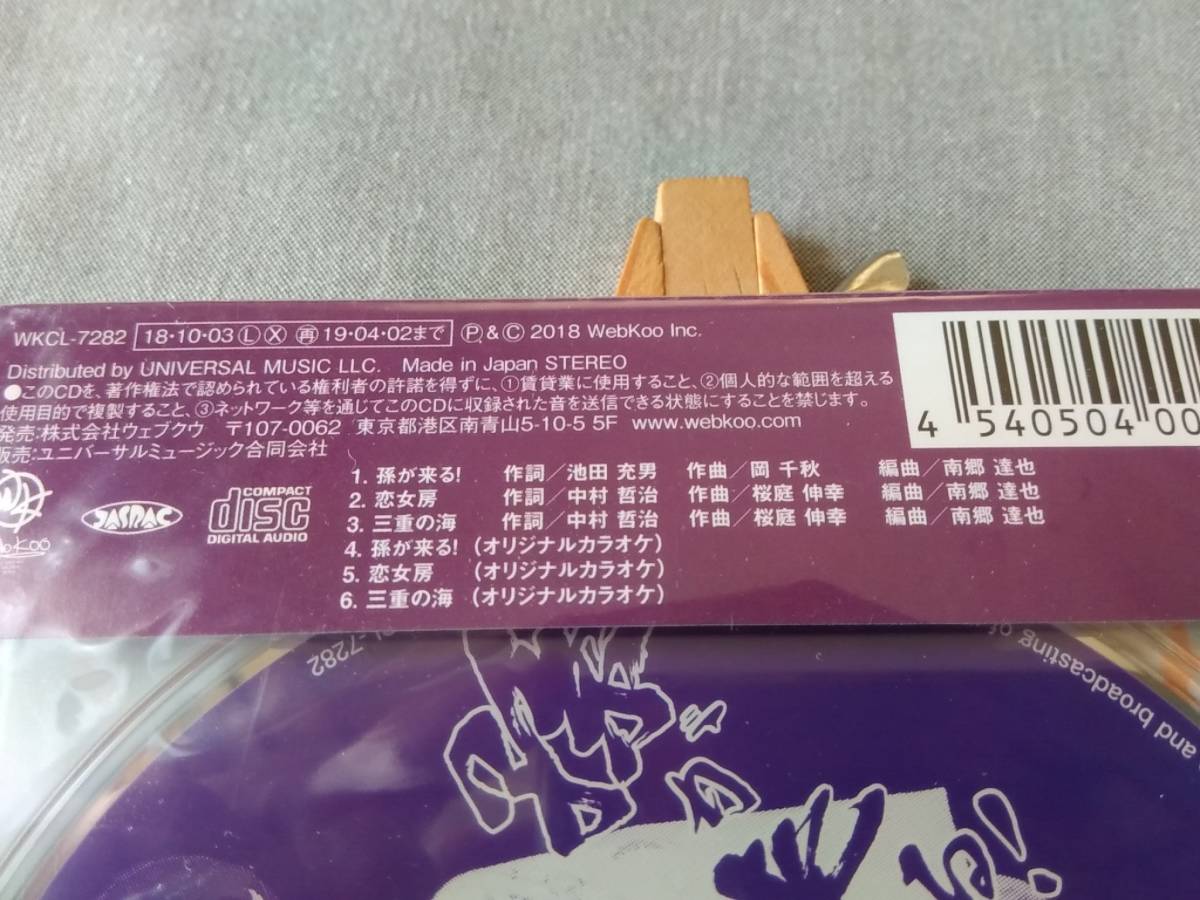 WKCL-7282 18・10・03 Ⓛ Ⓧ ㊢19・04・02まで Ⓟ&Ⓒ 2018 WebKoo Inc.
Distributed by UNIVERSAL MUSIC LLC. Made in Japan STEREO
●このCDを、著作権法で認められている権利者の許諾を得ずに、①賃貸業に使用すること、②個人的な範囲を超える
使用目的で複製すること、③ネットワーク等を通じてこのCDに収録された音を送信できる状態にすることを禁じます。
発売:株式会社ウェブクウ 〒107-0062 東京都港区南青山5-10-5 5F www.webkoo.com
販売:ユニバーサルミュージック合同会社
4 540504 00
JASRAC
COMPACT
disc
DIGITAL AUDIO
1. 孫が来る! 作詞/池田 充男 作曲/岡 千秋 編曲/南郷 達也
2. 恋女房 作詞/中村 哲治 作曲/桜庭 伸幸 編曲/南郷 達也
3. 三重の海 作詞/中村 哲治 作曲/桜庭 伸幸 編曲/南郷 達也
4. 孫が来る! (オリジナルカラオケ)
5. 恋女房 (オリジナルカラオケ)
6. 三重の海 (オリジナルカラオケ)
-7282
and broadcasting of